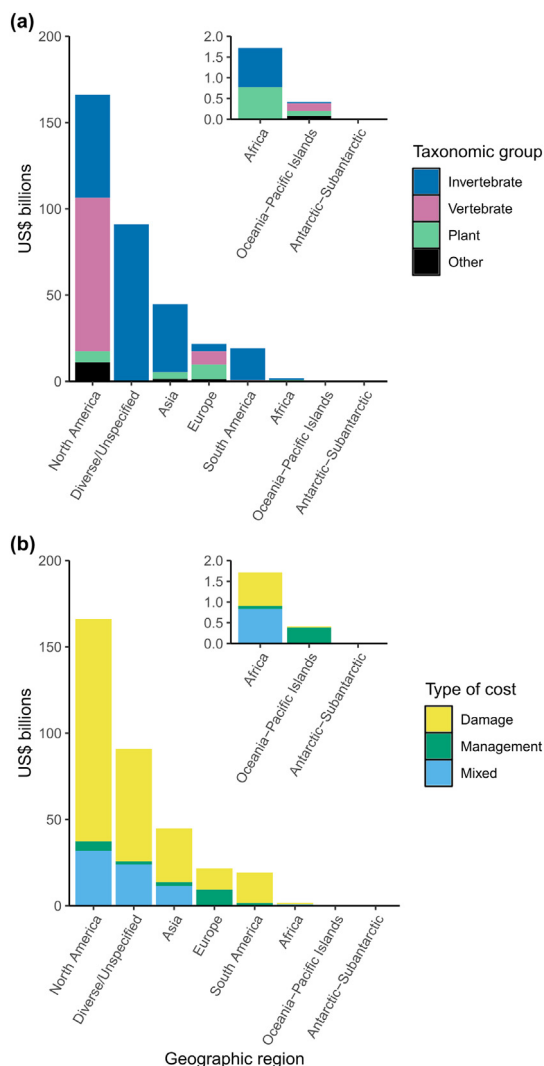 (a)
US$ billions
200
150
100
50
0
North America
Diverse/Unspecified
Asia
Europe
South America
Africa
Oceania−Pacific Islands
Antarctic−Subantarctic
2.0
1.5
1.0
0.5
0.0
Africa
Oceania−Pacific Islands
Antarctic−Subantarctic
Taxonomic group
Invertebrate
Vertebrate
Plant
Other
(b)
US$ billions
200
150
100
50
0
North America
Diverse/Unspecified
Asia
Europe
South America
Africa
Oceania−Pacific Islands
Antarctic−Subantarctic
2.0
1.5
1.0
0.5
0.0
Africa
Oceania−Pacific Islands
Antarctic−Subantarctic
Type of cost
Damage
Management
Mixed
Geographic region